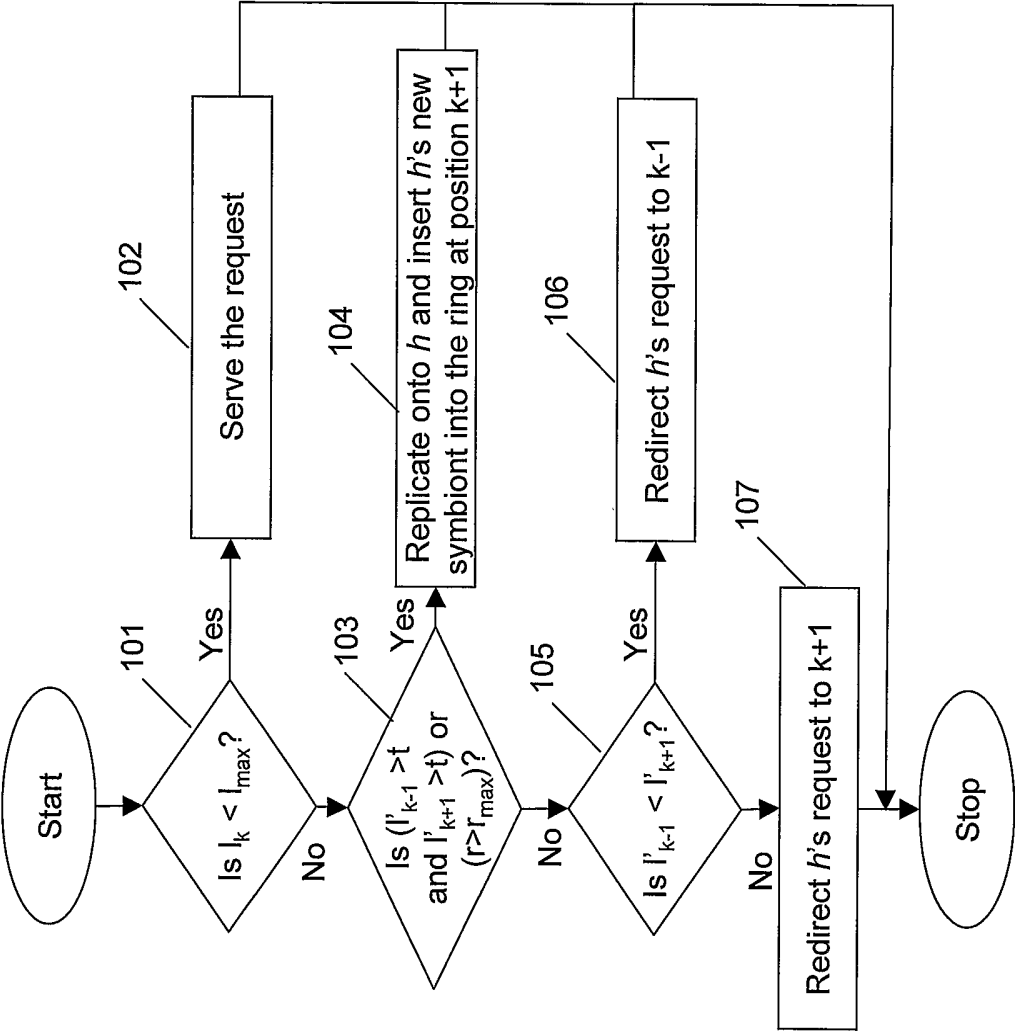 Start
101
Is l_k < l_max?
Yes
No
102
Serve the request
103
Is (l'_k-1 >t
and l'_k+1 >t) or
(r>r_max)?
Yes
No
104
Replicate onto h and insert h's new
symbiont into the ring at position k+1
105
Is l'_k-1 < l'_k+1?
Yes
No
106
Redirect h's request to k-1
107
Redirect h's request to k+1
Stop